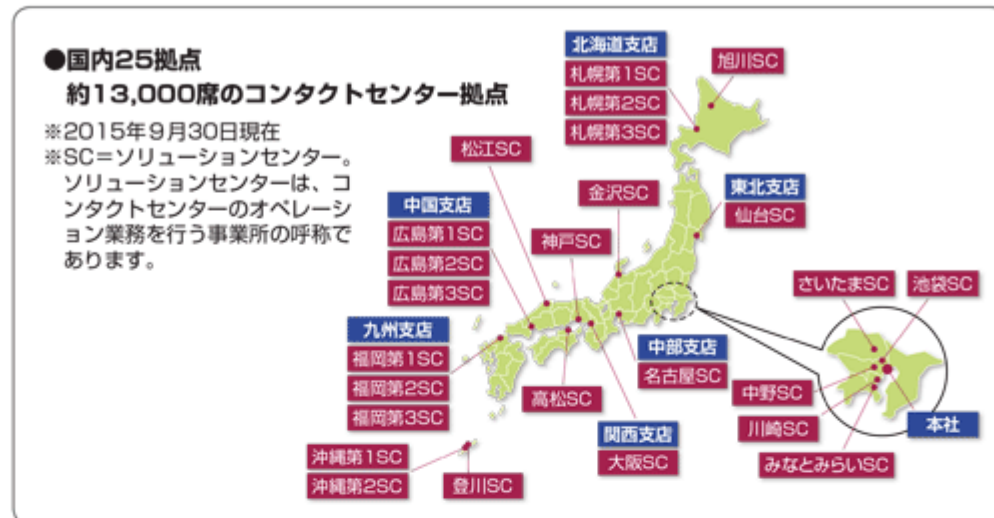 ●国内25拠点
約13,000席のコンタクトセンター拠点
※2015年9月30日現在
※SC=ソリューションセンター。
ソリューションセンターは、コ
ンタクトセンターのオペレーシ
ョン業務を行う事業所の呼称で
あります。
北海道支店
札幌第1SC
札幌第2SC
札幌第3SC
旭川SC
松江SC
金沢SC
東北支店
仙台SC
中国支店
広島第1SC
広島第2SC
広島第3SC
神戸SC
さいたまSC
池袋SC
九州支店
福岡第1SC
福岡第2SC
福岡第3SC
高松SC
中部支店
名古屋SC
中野SC
川崎SC
本社
みなとみらいSC
関西支店
大阪SC
沖縄第1SC
沖縄第2SC
登川SC